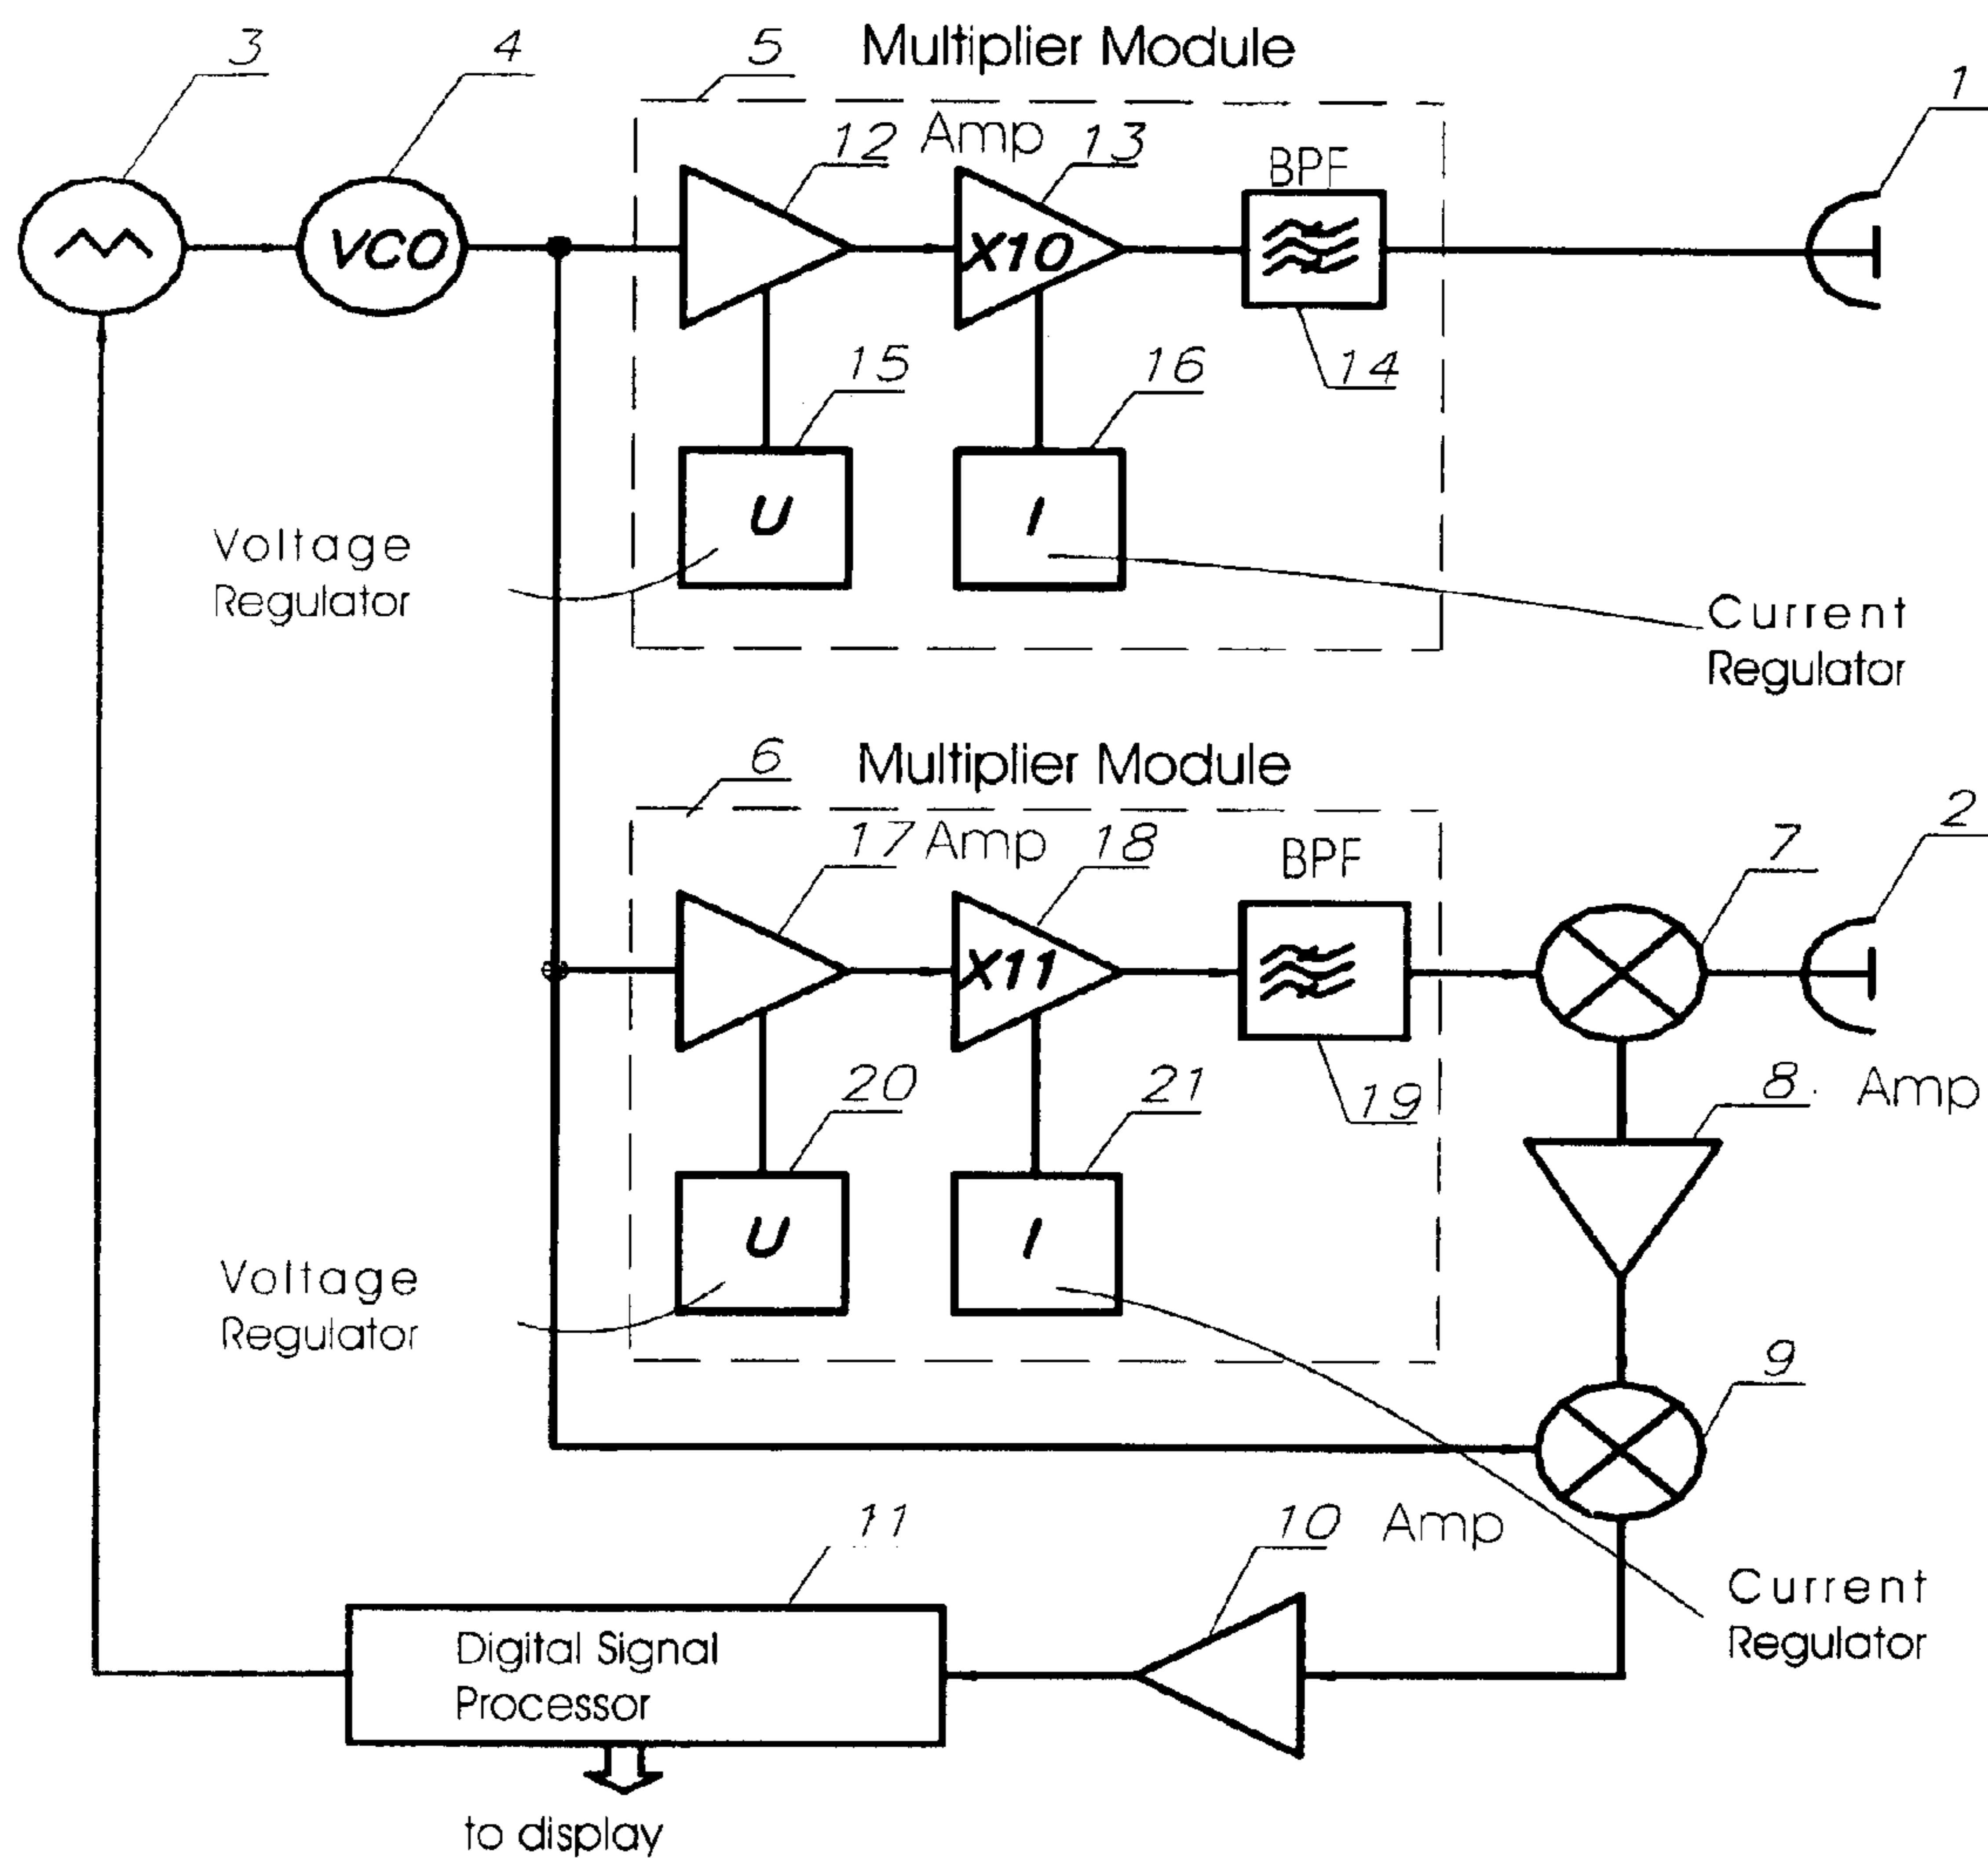 3
4
5
Multiplier Module
1
12
Amp
13
BPF
VCO
X10
14
15
16
U
I
Voltage
Regulator
Current
Regulator
6
Multiplier Module
2
17
Amp
18
BPF
7
X11
19
20
21
8
Amp
U
I
Voltage
Regulator
9
11
10
Amp
Current
Regulator
Digital Signal
Processor
to display